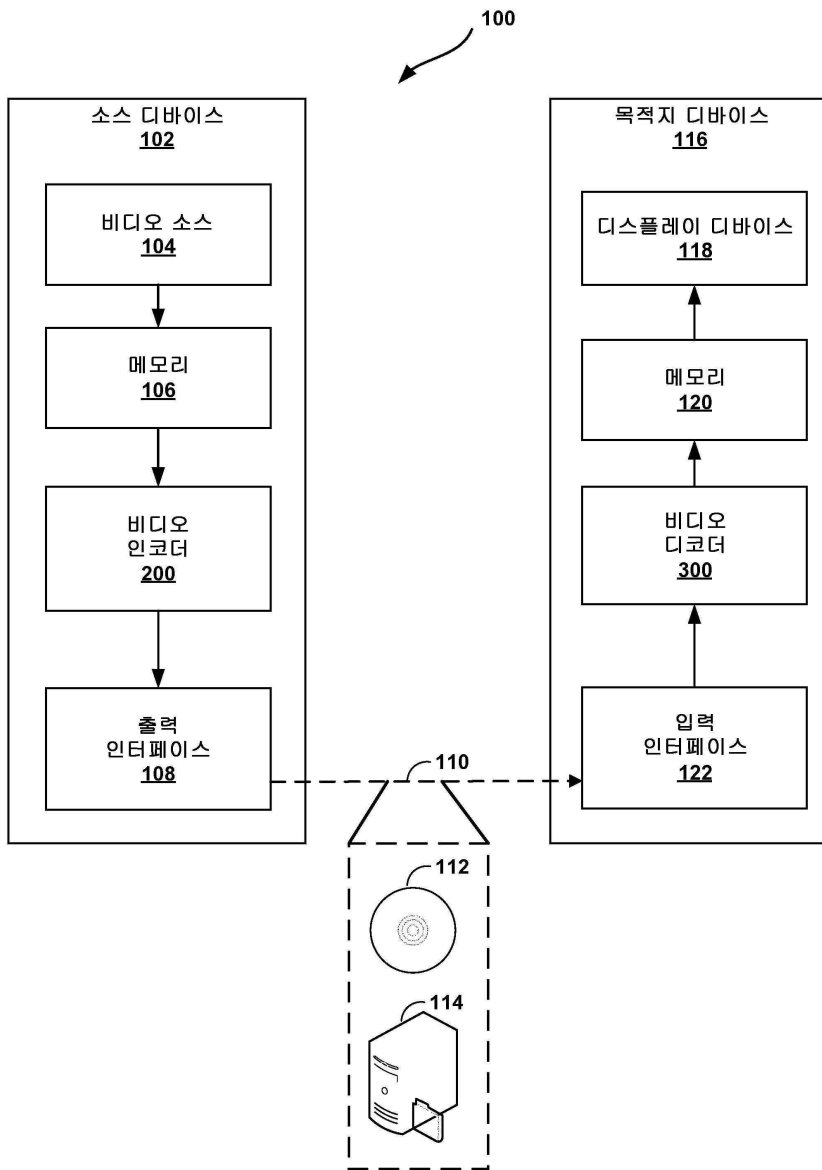 100
소스 디바이스
102
비디오 소스
104
메모리
106
비디오
인코더
200
출력
인터페이스
108
목적지 디바이스
116
디스플레이 디바이스
118
메모리
120
비디오
디코더
300
입력
인터페이스
122
110
112
114